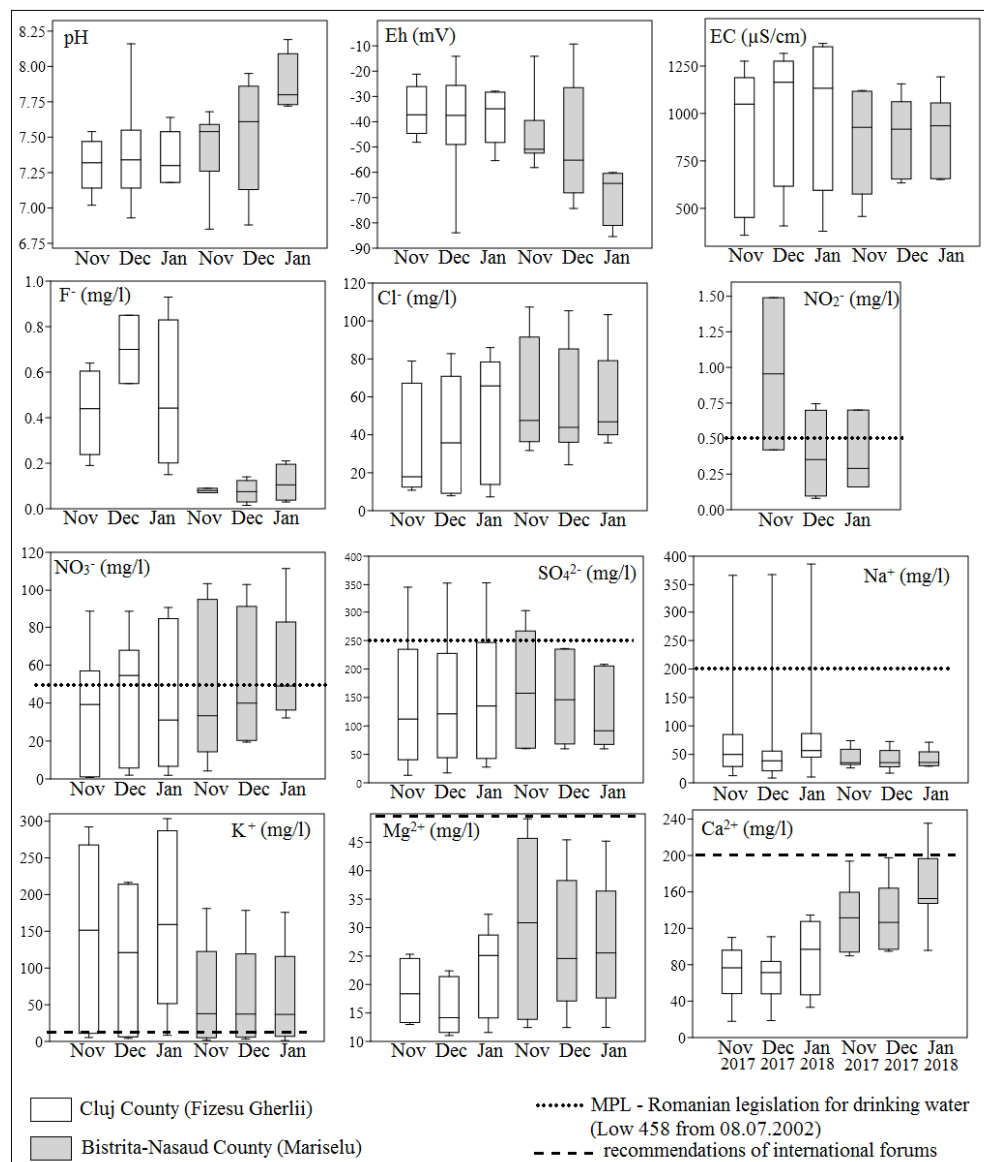 pH
8.25
8.00
7.75
7.50
7.25
7.00
6.75
Nov Dec Jan Nov Dec Jan
Eh (mV)
-10
-20
-30
-40
-50
-60
-70
-80
-90
Nov Dec Jan Nov Dec Jan
EC (µS/cm)
1250
1000
750
500
Nov Dec Jan Nov Dec Jan
F⁻ (mg/l)
1.0
0.8
0.6
0.4
0.2
0.0
Nov Dec Jan Nov Dec Jan
Cl⁻ (mg/l)
120
100
80
60
40
20
0
Nov Dec Jan Nov Dec Jan
NO₂⁻ (mg/l)
1.50
1.25
1.00
0.75
0.50
0.25
0.00
Nov Dec Jan
NO₃⁻ (mg/l)
120
100
80
60
40
20
0
Nov Dec Jan Nov Dec Jan
SO₄²⁻ (mg/l)
400
350
300
250
200
150
100
50
0
Nov Dec Jan Nov Dec Jan
Na⁺ (mg/l)
400
350
300
250
200
150
100
50
0
Nov Dec Jan Nov Dec Jan
K⁺ (mg/l)
300
250
200
150
100
50
0
Nov Dec Jan Nov Dec Jan
Mg²⁺ (mg/l)
45
40
35
30
25
20
15
10
Nov Dec Jan Nov Dec Jan
Ca²⁺ (mg/l)
240
200
160
120
80
40
0
Nov Dec Jan Nov Dec Jan
2017 2017 2018 2017 2017 2018
Cluj County (Fizesu Gherlii)
Bistrita-Nasaud County (Mariselu)
MPL - Romanian legislation for drinking water
(Low 458 from 08.07.2002)
recommendations of international forums